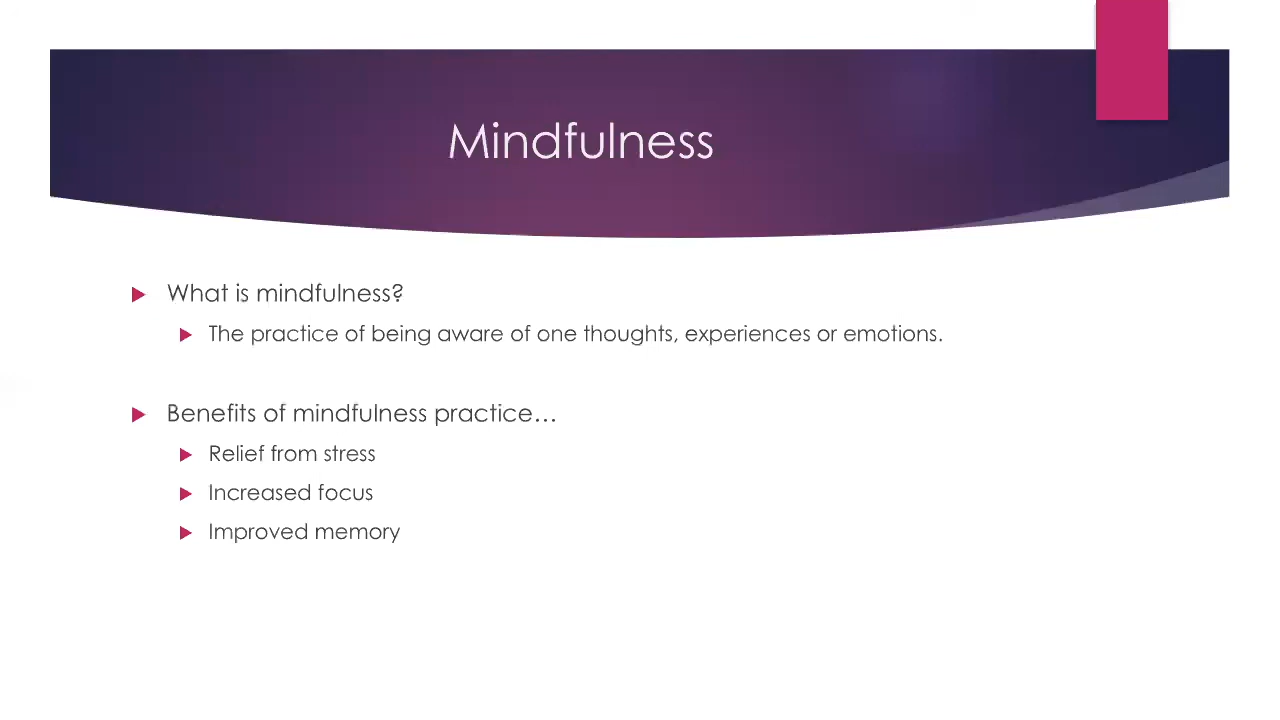 Mindfulness
What is mindfulness?
The practice of being aware of one thoughts, experiences or emotions.
Benefits of mindfulness practice…
Relief from stress
Increased focus
Improved memory